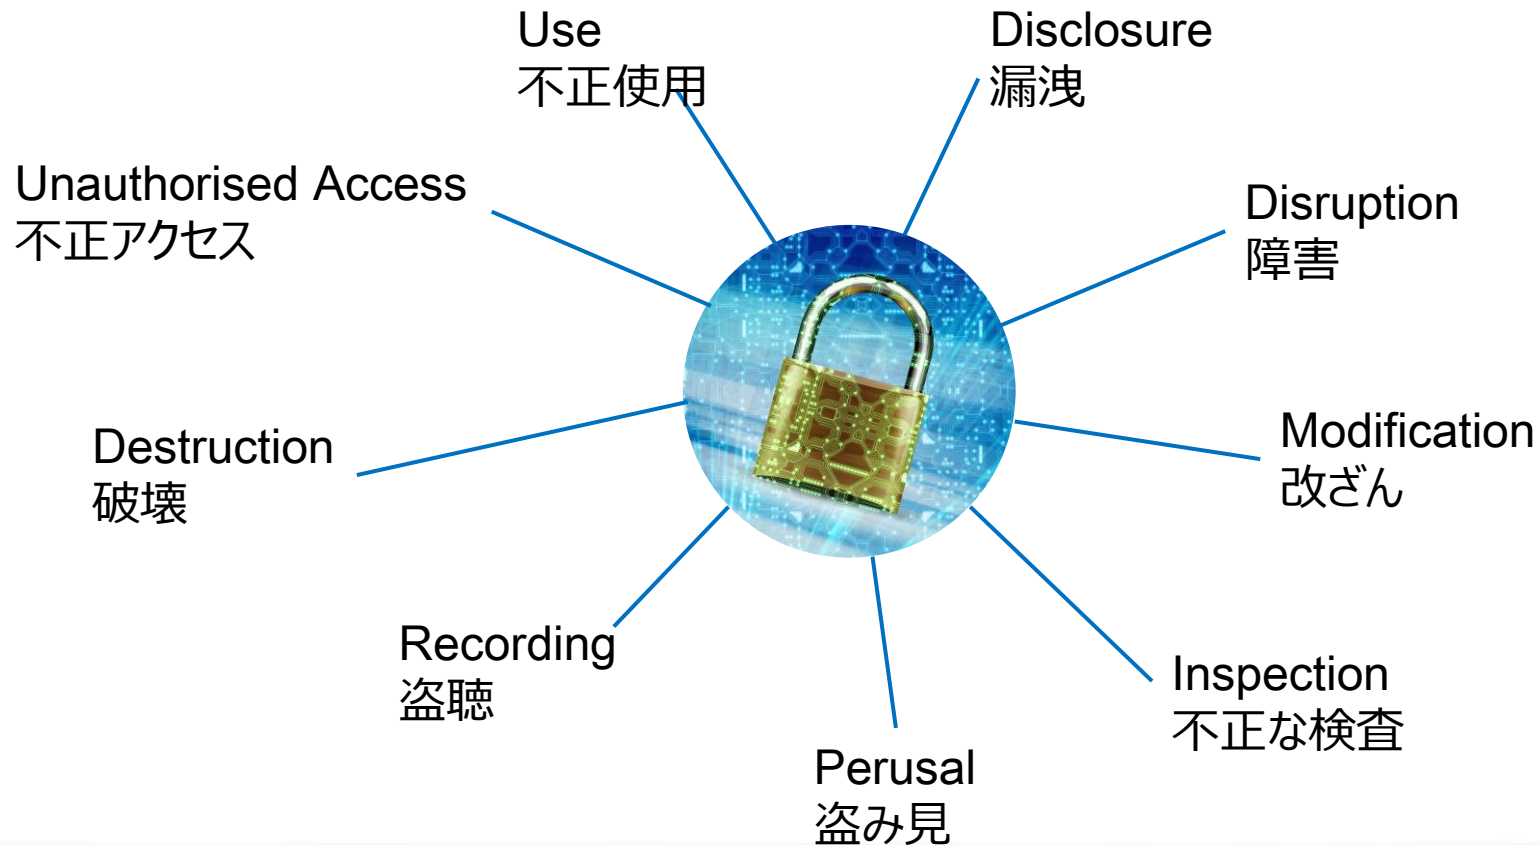 Use
不正使用
Disclosure
漏洩
Unauthorised Access
不正アクセス
Disruption
障害
Destruction
破壊
Modification
改ざん
Recording
盗聴
Inspection
不正な検査
Perusal
盗み見